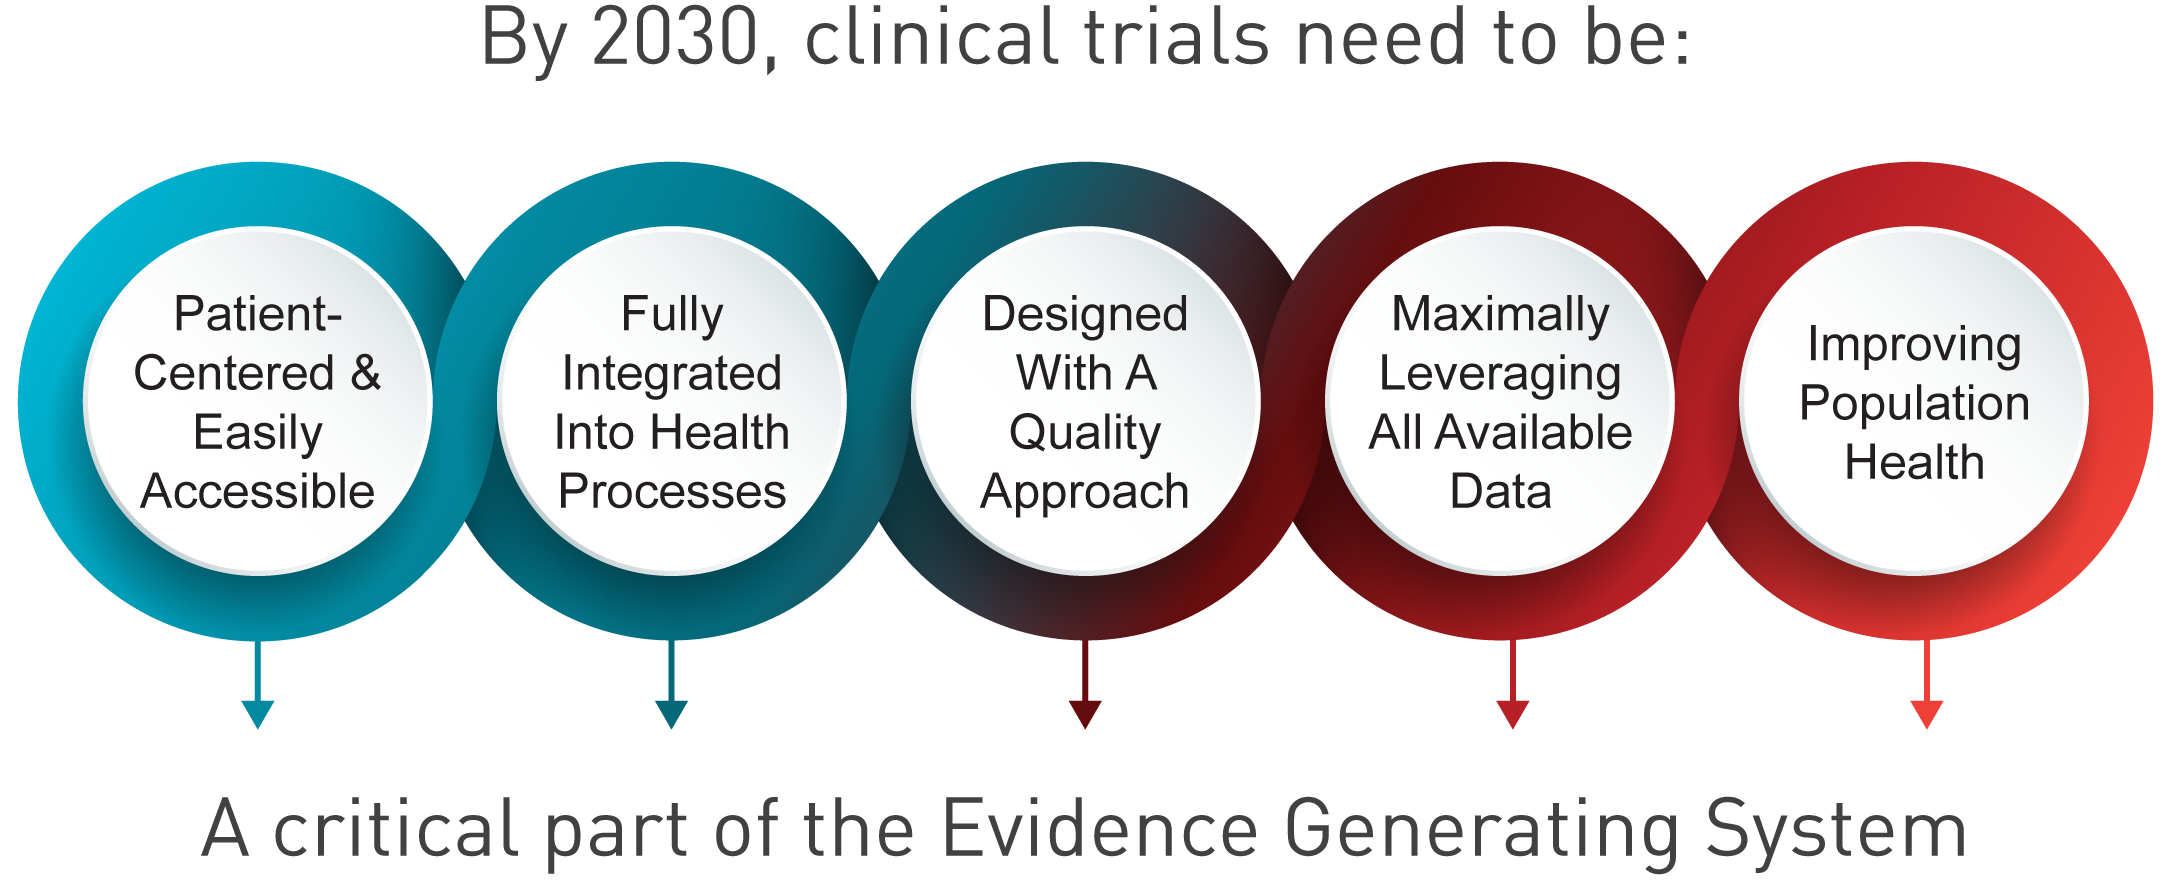 By 2030, clinical trials need to be:
Patient-
Centered &
Easily
Accessible
Fully
Integrated
Into Health
Processes
Designed
With A
Quality
Approach
Maximally
Leveraging
All Available
Data
Improving
Population
Health
A critical part of the Evidence Generating System